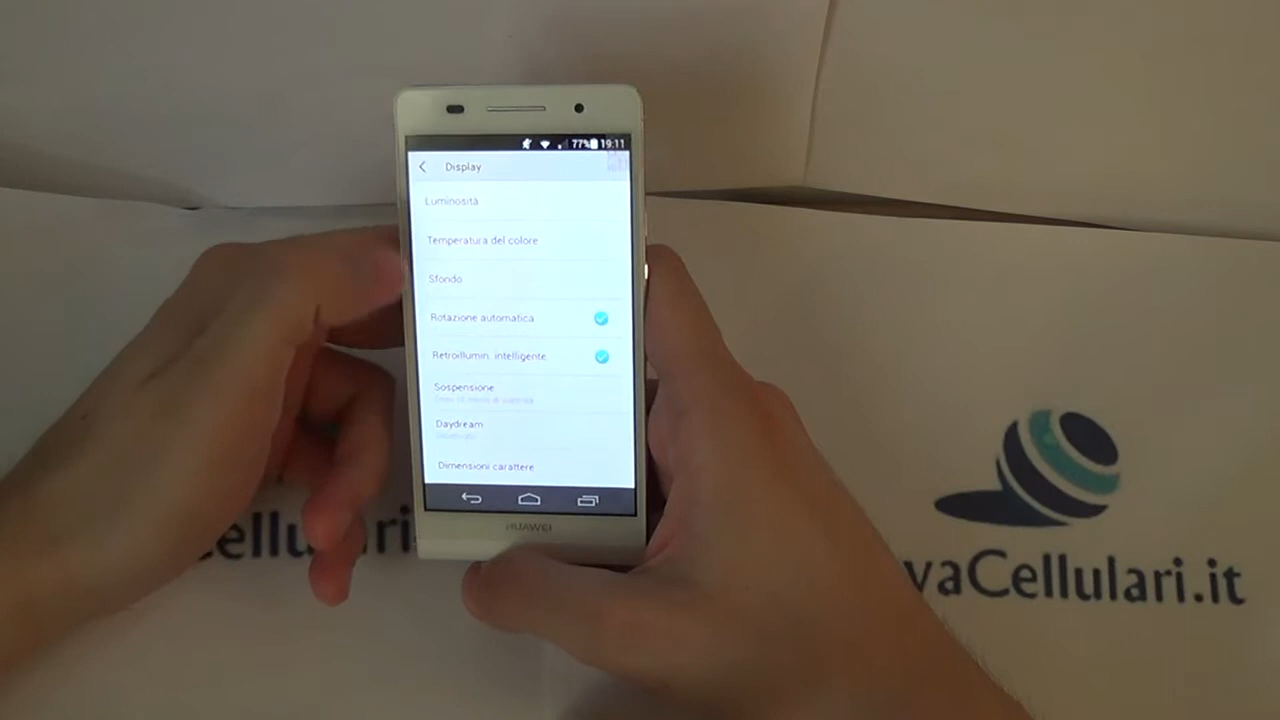 77% 19:11
Display
Luminosità
Temperatura del colore
Sfondo
Rotazione automatica
Retroillumin. intelligente
Sospensione
Daydream
Dimensioni carattere
HUAWEI
Cellulari
vaCellulari.it